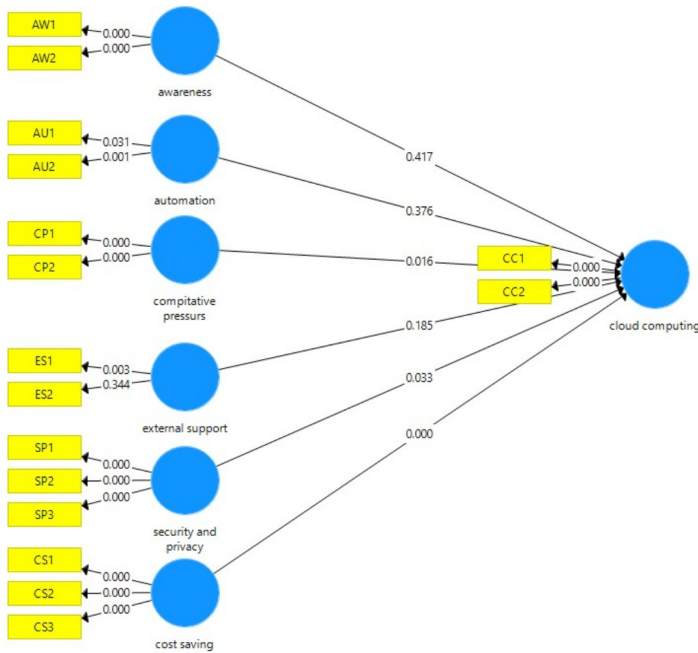 AW1
0.000
AW2
0.000
awareness
0.417
AU1
0.031
AU2
0.001
automation
0.376
CP1
0.000
CP2
0.000
compitative
pressurs
0.016
CC1
0.000
CC2
0.000
cloud computing
ES1
0.003
ES2
0.344
external support
0.185
SP1
0.000
SP2
0.000
SP3
0.000
security and
privacy
0.033
CS1
0.000
CS2
0.000
CS3
0.000
cost saving
0.000